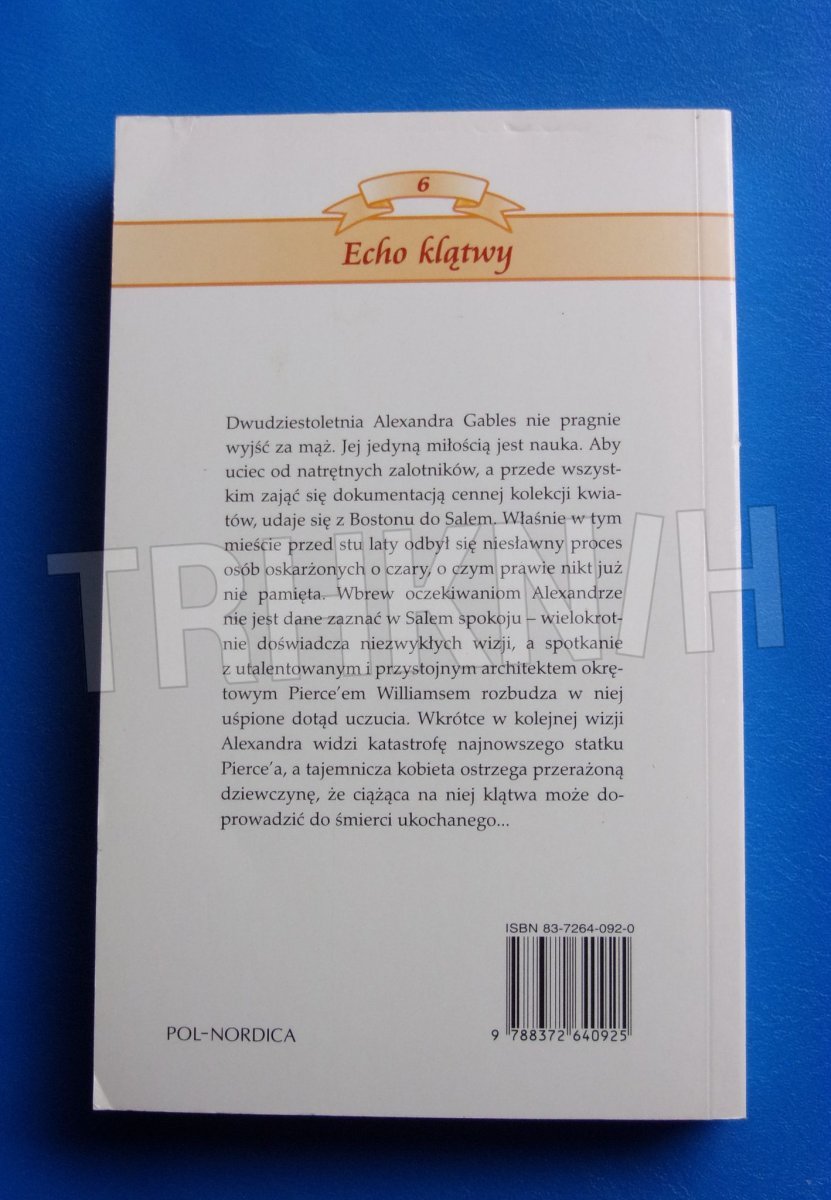 6
Echo klątwy
Dwudziestoletnia Alexandra Gables nie pragnie
wyjść za mąż. Jej jedyną miłością jest nauka. Aby
uciec od natrętnych zalotników, a przede wszyst-
kim zająć się dokumentacją cennej kolekcji kwia-
tów, udaje się z Bostonu do Salem. Właśnie w tym
mieście przed stu laty odbył się niesławny proces
osób oskarżonych o czary, o czym prawie nikt już
nie pamięta. Wbrew oczekiwaniom Alexandrze
nie jest dane zaznać w Salem spokoju – wielokrot-
nie doświadcza niezwykłych wizji, a spotkanie
z utalentowanym i przystojnym architektem okrę-
towym Pierce'em Williamsem rozbudza w niej
uśpione dotąd uczucia. Wkrótce w kolejnej wizji
Alexandra widzi katastrofę najnowszego statku
Pierce'a, a tajemnicza kobieta ostrzega przerażoną
dziewczynę, że ciążąca na niej klątwa może do-
prowadzić do śmierci ukochanego...
ISBN 83-7264-092-0
9 788372 640925
POL-NORDICA